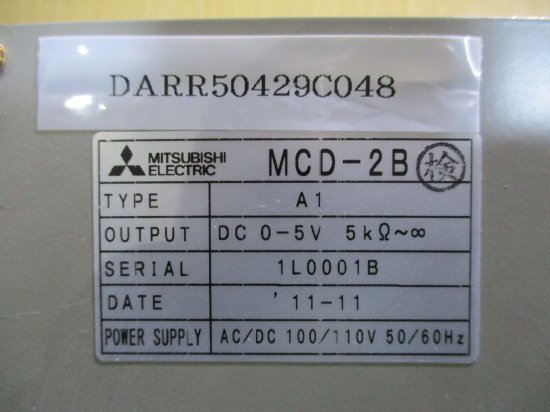 DARR50429C048
MITSUBISHI ELECTRIC MCD-2B 検
TYPE A1
OUTPUT DC 0-5V 5kΩ~∞
SERIAL 1L0001B
DATE '11-11
POWER SUPPLY AC/DC 100/110V 50/60Hz